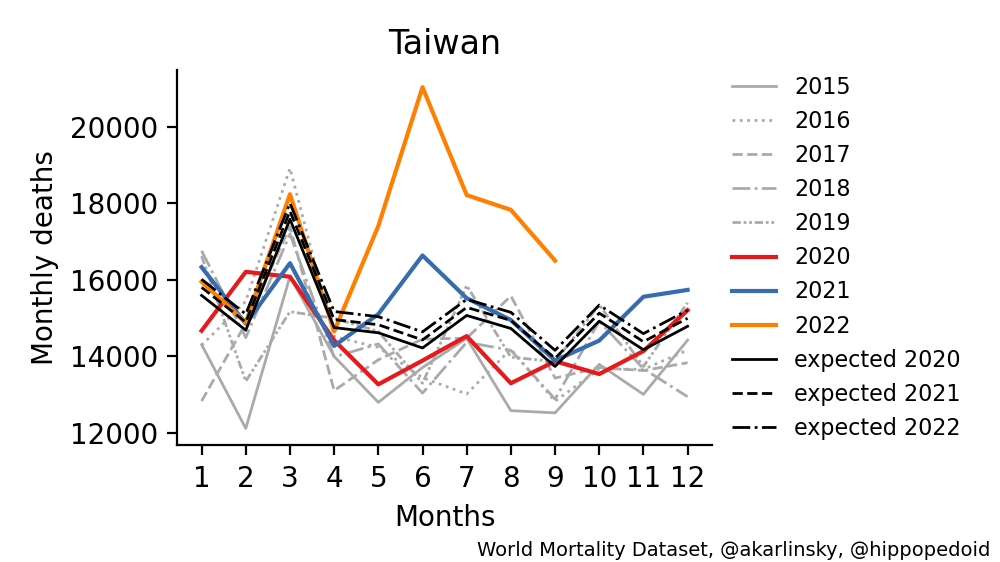 Taiwan
Monthly deaths
20000
18000
16000
14000
12000
1 2 3 4 5 6 7 8 9 10 11 12
Months
2015
2016
2017
2018
2019
2020
2021
2022
expected 2020
expected 2021
expected 2022
World Mortality Dataset, @akarlinsky, @hippopedoid